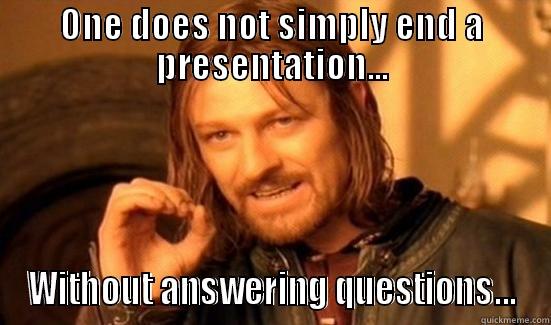 One does not simply end a
presentation...
Without answering questions...
quickmeme.com